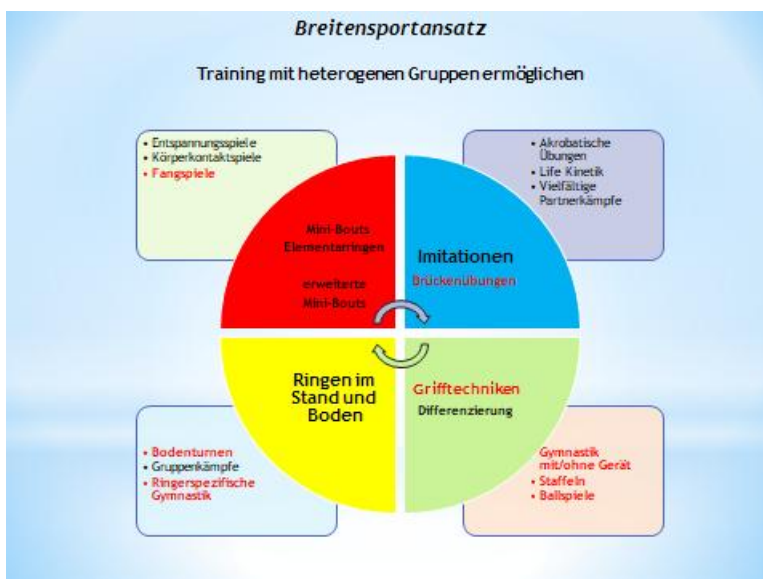 Breitensportansatz
Training mit heterogenen Gruppen ermöglichen
• Entspannungsspiele
• Körperkontaktspiele
• Fangspiele
• Akrobatische
Übungen
• Life Kinetik
• Vielfältige
Partnerkämpfe
Mini-Bouts
Elementarringen
erweiterte
Mini-Bouts
Imitationen
Brückenübungen
Ringen im
Stand und
Boden
Grifftechniken
Differenzierung
• Bodenturnen
• Gruppenkämpfe
• Ringerspezifische
Gymnastik
Gymnastik
mit/ohne Gerät
• Staffeln
• Ballspiele